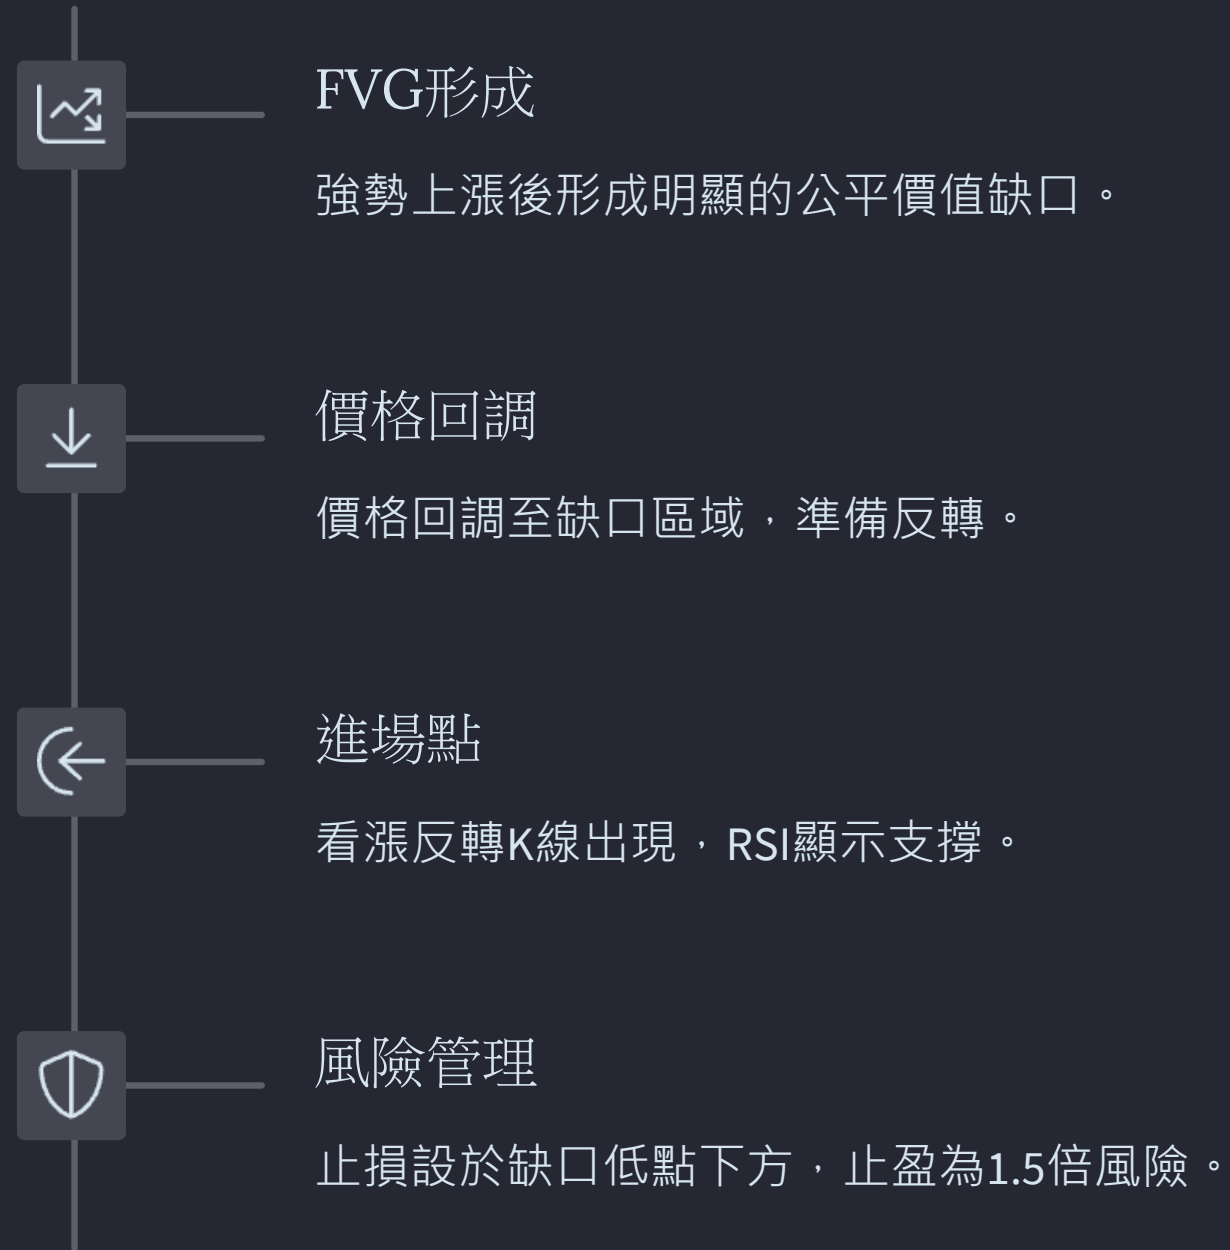 FVG形成
強勢上漲後形成明顯的公平價值缺口。
價格回調
價格回調至缺口區域，準備反轉。
進場點
看漲反轉K線出現，RSI顯示支撐。
風險管理
止損設於缺口低點下方，止盈為1.5倍風險。